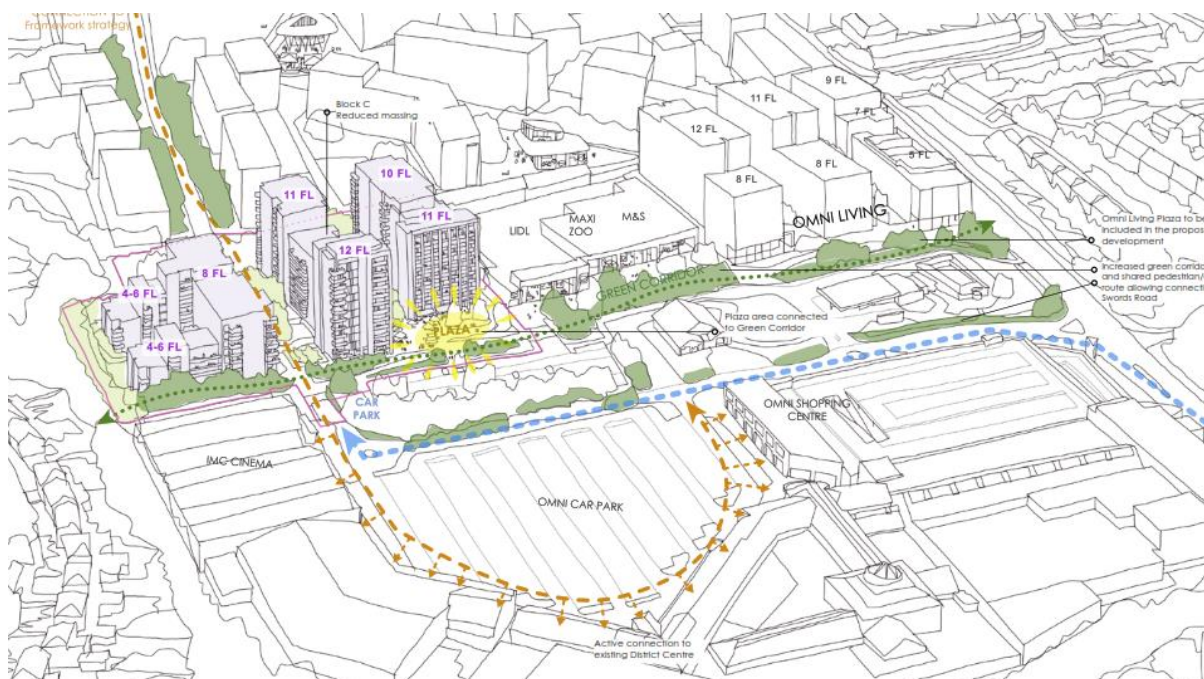 Framework strategy
Block C
Reduced massing
9 FL
11 FL
7 FL
12 FL
5 FL
8 FL
8 FL
10 FL
11 FL
11 FL
MAXI
ZOO
M&S
LIDL
OMNI LIVING
12 FL
8 FL
4-6 FL
4-6 FL
Omni Living Plaza to be
included in the propos
development
Increased green corrido
and shared pedestrian/
route allowing connecti
Swords Road
GREEN CORRIDOR
PLAZA
Plaza area connected
to Green Corridor
CAR
PARK
OMNI SHOPPING
CENTRE
IMC CINEMA
OMNI CAR PARK
Active connection to
existing District Centre